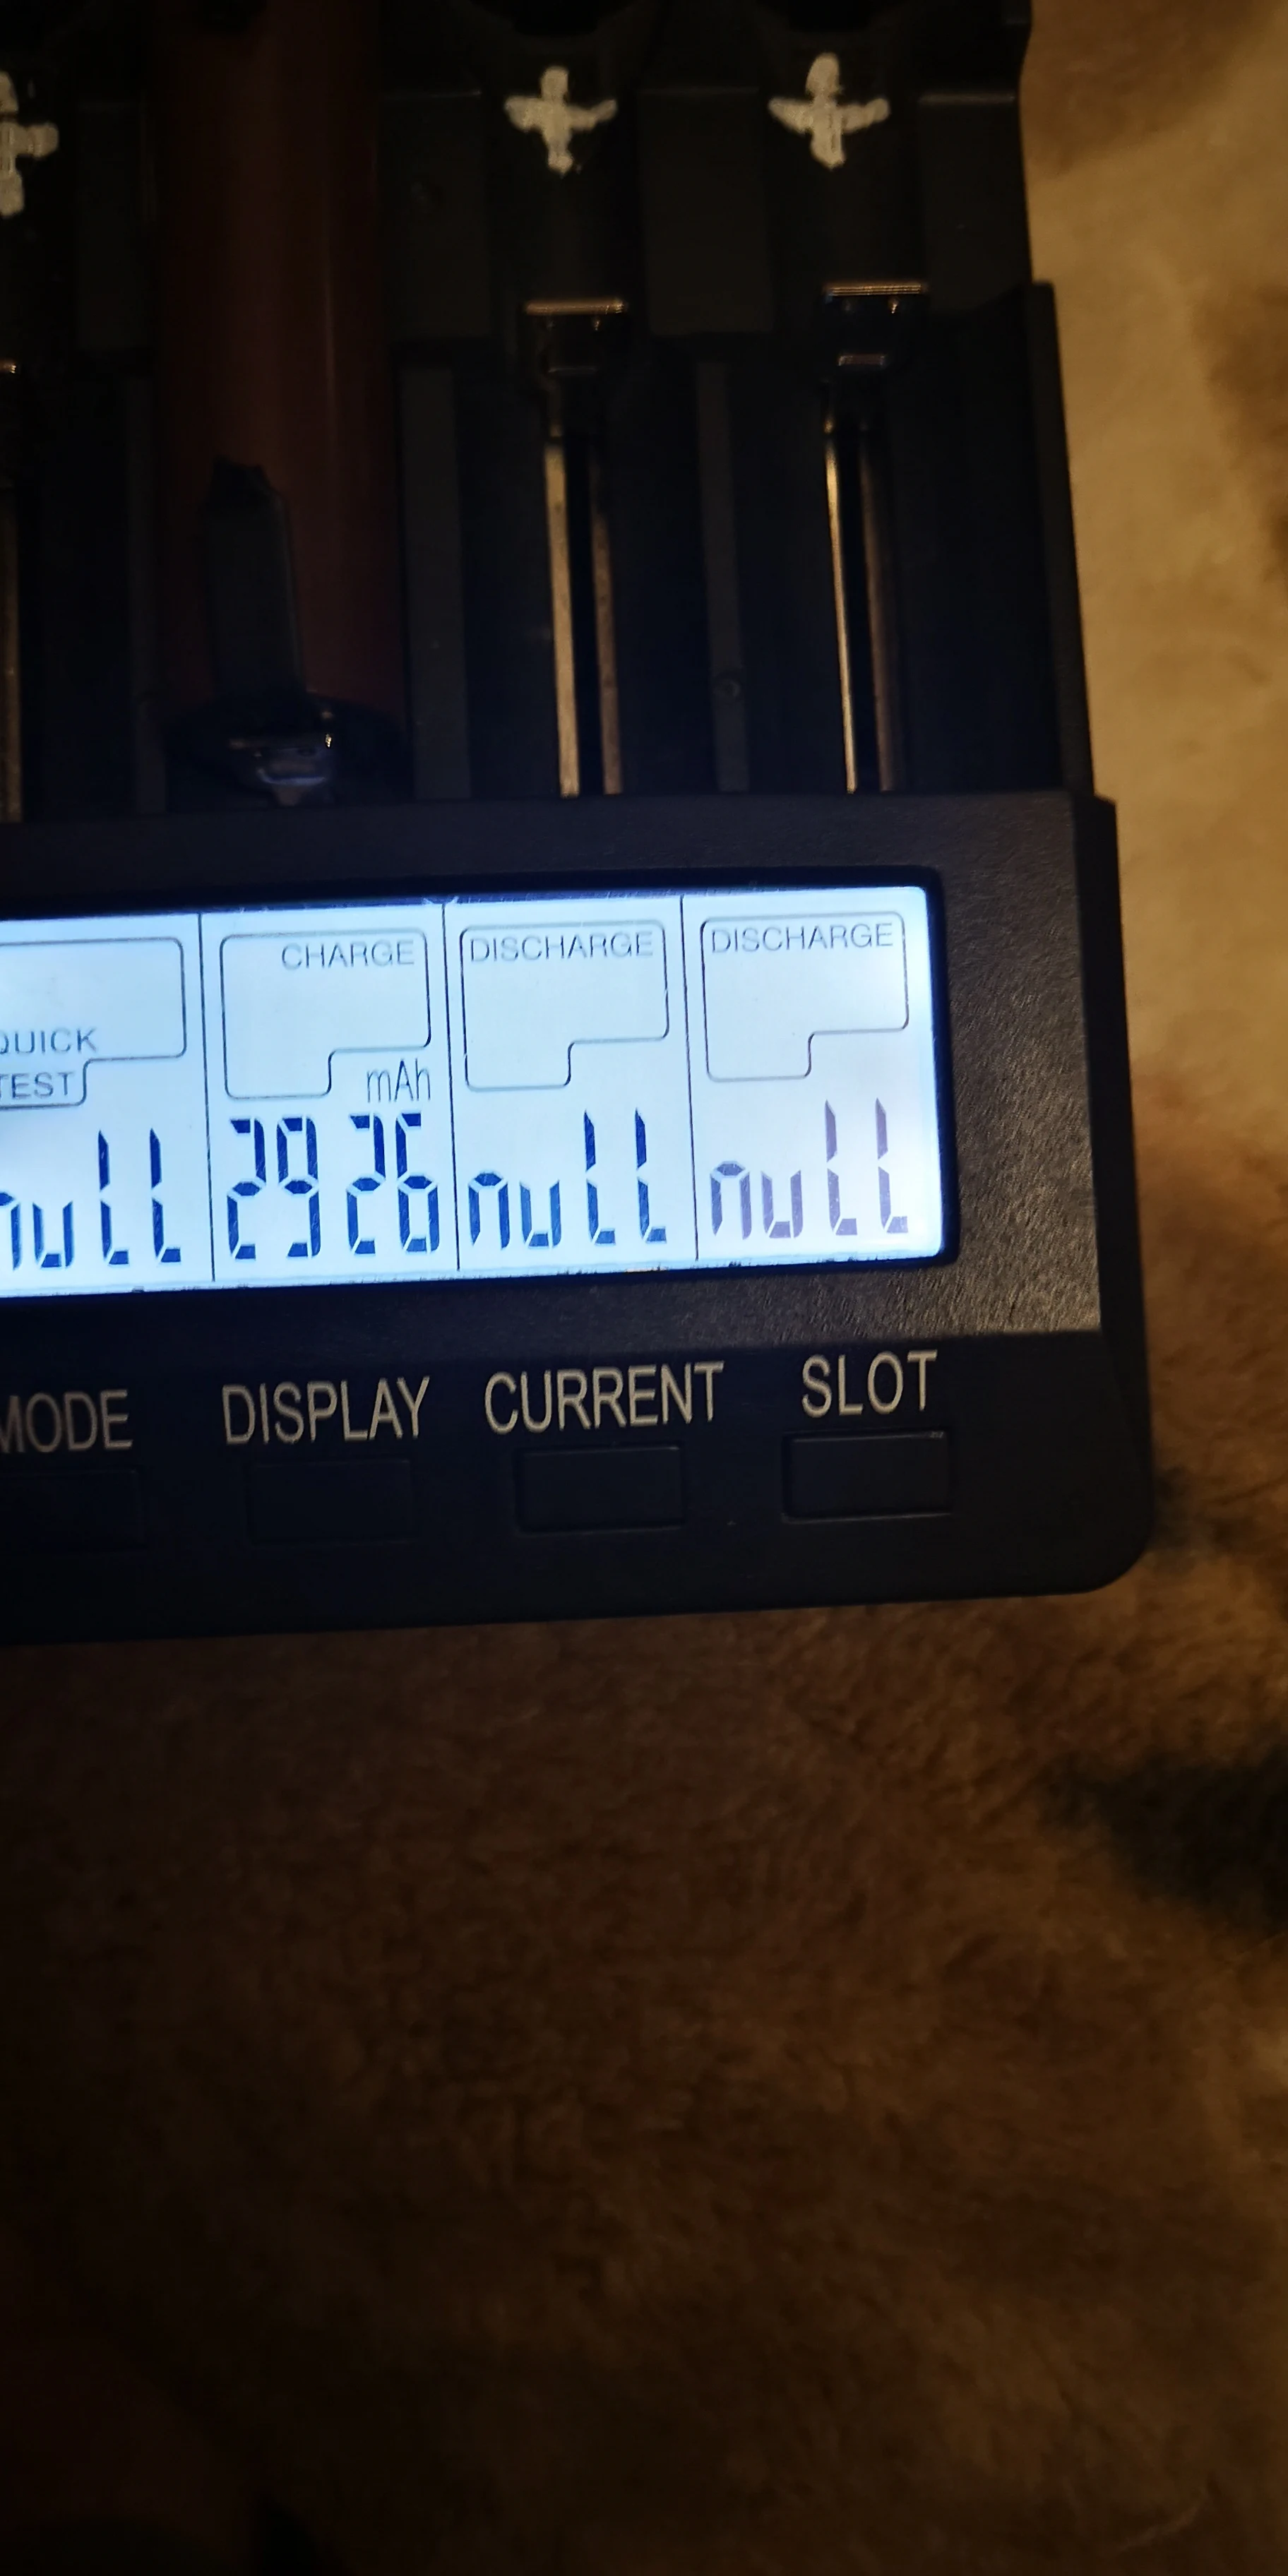 CHARGE DISCHARGE DISCHARGE
QUICK
TEST mAh
null 2926 null null
MODE DISPLAY CURRENT SLOT